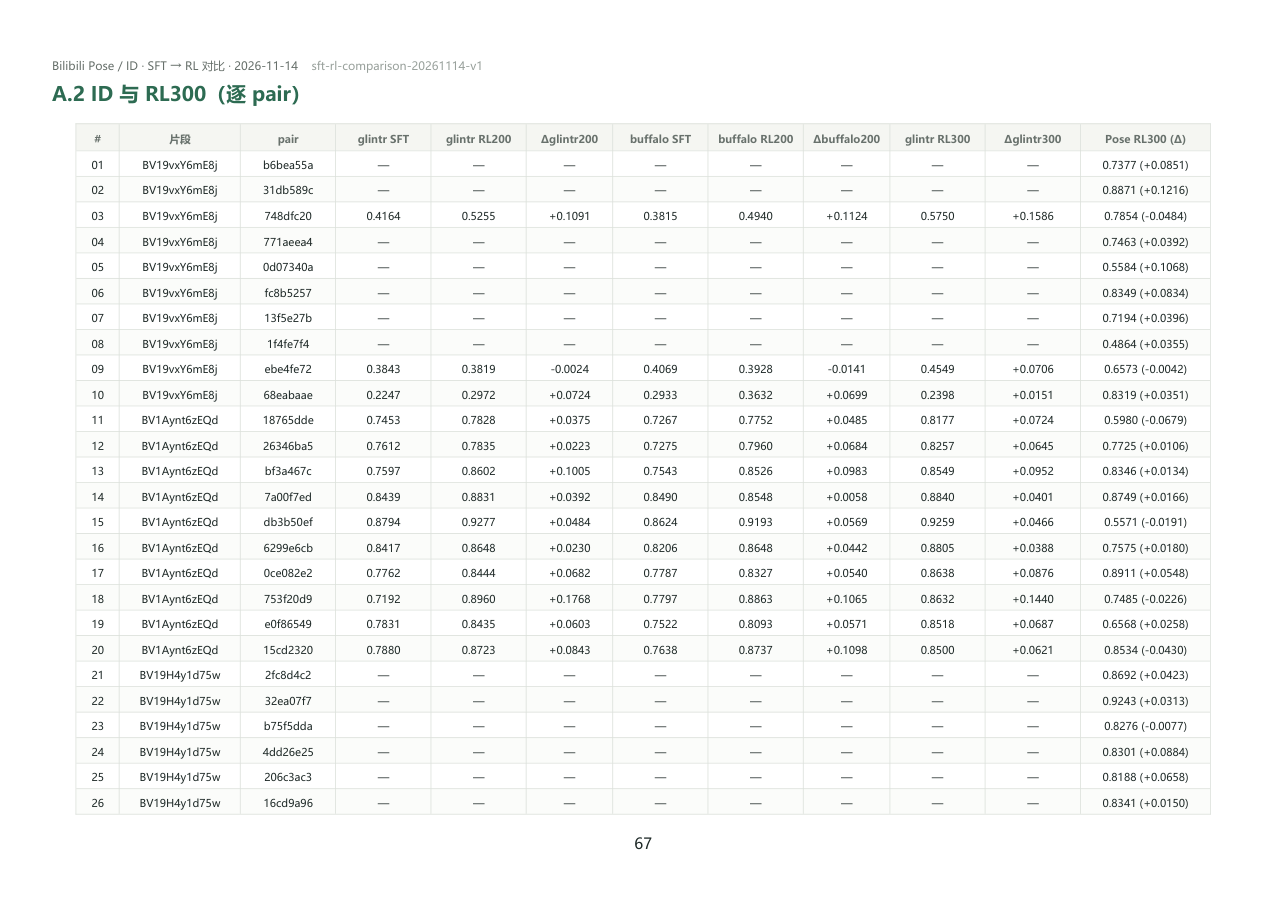 Bilibili Pose / ID · SFT → RL 对比 · 2026-11-14 sft-rl-comparison-20261114-v1
A.2 ID 与 RL300（逐 pair）
# 片段 pair glintr SFT glintr RL200 Δglintr200 buffalo SFT buffalo RL200 Δbuffalo200 glintr RL300 Δglintr300 Pose RL300 (Δ)
01 BV19vxY6mE8j b6bea55a — — — — — — — — 0.7377 (+0.0851)
02 BV19vxY6mE8j 31db589c — — — — — — — — 0.8871 (+0.1216)
03 BV19vxY6mE8j 748dfc20 0.4164 0.5255 +0.1091 0.3815 0.4940 +0.1124 0.5750 +0.1586 0.7854 (-0.0484)
04 BV19vxY6mE8j 771aeea4 — — — — — — — — 0.7463 (+0.0392)
05 BV19vxY6mE8j 0d07340a — — — — — — — — 0.5584 (+0.1068)
06 BV19vxY6mE8j fc8b5257 — — — — — — — — 0.8349 (+0.0834)
07 BV19vxY6mE8j 13f5e27b — — — — — — — — 0.7194 (+0.0396)
08 BV19vxY6mE8j 1f4fe7f4 — — — — — — — — 0.4864 (+0.0355)
09 BV19vxY6mE8j ebe4fe72 0.3843 0.3819 -0.0024 0.4069 0.3928 -0.0141 0.4549 +0.0706 0.6573 (-0.0042)
10 BV19vxY6mE8j 68eabaae 0.2247 0.2972 +0.0724 0.2933 0.3632 +0.0699 0.2398 +0.0151 0.8319 (+0.0351)
11 BV1Aynt6zEQd 18765dde 0.7453 0.7828 +0.0375 0.7267 0.7752 +0.0485 0.8177 +0.0724 0.5980 (-0.0679)
12 BV1Aynt6zEQd 26346ba5 0.7612 0.7835 +0.0223 0.7275 0.7960 +0.0684 0.8257 +0.0645 0.7725 (+0.0106)
13 BV1Aynt6zEQd bf3a467c 0.7597 0.8602 +0.1005 0.7543 0.8526 +0.0983 0.8549 +0.0952 0.8346 (+0.0134)
14 BV1Aynt6zEQd 7a00f7ed 0.8439 0.8831 +0.0392 0.8490 0.8548 +0.0058 0.8840 +0.0401 0.8749 (+0.0166)
15 BV1Aynt6zEQd db3b50ef 0.8794 0.9277 +0.0484 0.8624 0.9193 +0.0569 0.9259 +0.0466 0.5571 (-0.0191)
16 BV1Aynt6zEQd 6299e6cb 0.8417 0.8648 +0.0230 0.8206 0.8648 +0.0442 0.8805 +0.0388 0.7575 (+0.0180)
17 BV1Aynt6zEQd 0ce082e2 0.7762 0.8444 +0.0682 0.7787 0.8327 +0.0540 0.8638 +0.0876 0.8911 (+0.0548)
18 BV1Aynt6zEQd 753f20d9 0.7192 0.8960 +0.1768 0.7797 0.8863 +0.1065 0.8632 +0.1440 0.7485 (-0.0226)
19 BV1Aynt6zEQd e0f86549 0.7831 0.8435 +0.0603 0.7522 0.8093 +0.0571 0.8518 +0.0687 0.6568 (+0.0258)
20 BV1Aynt6zEQd 15cd2320 0.7880 0.8723 +0.0843 0.7638 0.8737 +0.1098 0.8500 +0.0621 0.8534 (-0.0430)
21 BV19H4y1d75w 2fc8d4c2 — — — — — — — — 0.8692 (+0.0423)
22 BV19H4y1d75w 32ea07f7 — — — — — — — — 0.9243 (+0.0313)
23 BV19H4y1d75w b75f5dda — — — — — — — — 0.8276 (-0.0077)
24 BV19H4y1d75w 4dd26e25 — — — — — — — — 0.8301 (+0.0884)
25 BV19H4y1d75w 206c3ac3 — — — — — — — — 0.8188 (+0.0658)
26 BV19H4y1d75w 16cd9a96 — — — — — — — — 0.8341 (+0.0150)
67